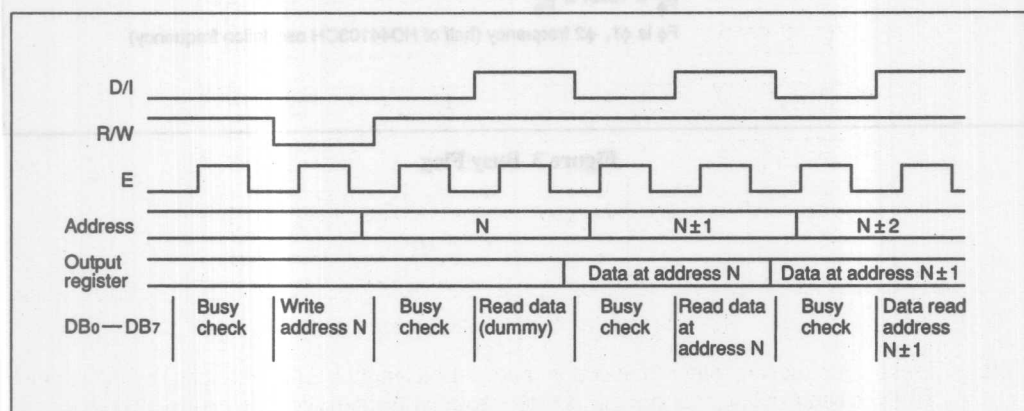 D/I
R/W
E
Address N N±1 N±2
Output register Data at address N Data at address N±1
DB0—DB7
Busy check
Write address N
Busy check
Read data (dummy)
Busy check
Read data at address N
Busy check
Data read address N±1